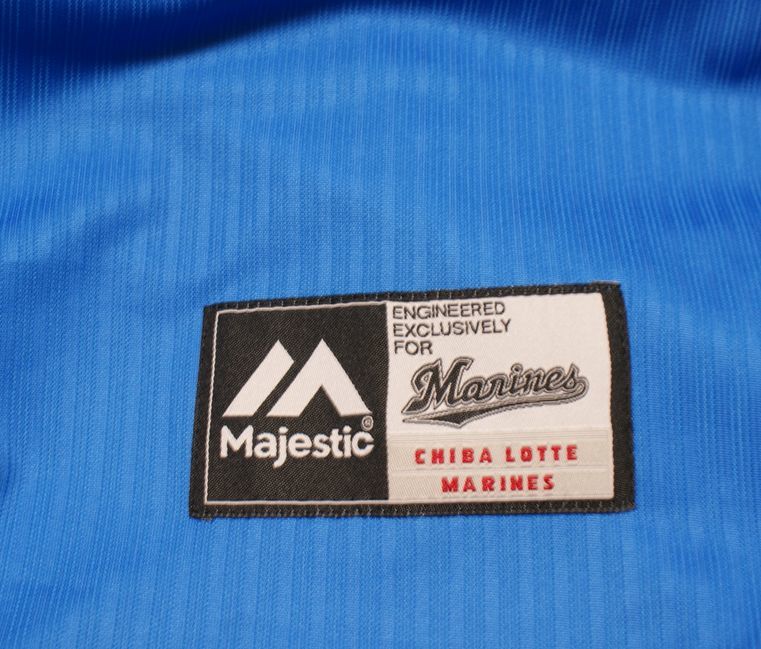 Majestic®
ENGINEERED
EXCLUSIVELY
FOR
Marines
CHIBA LOTTE
MARINES